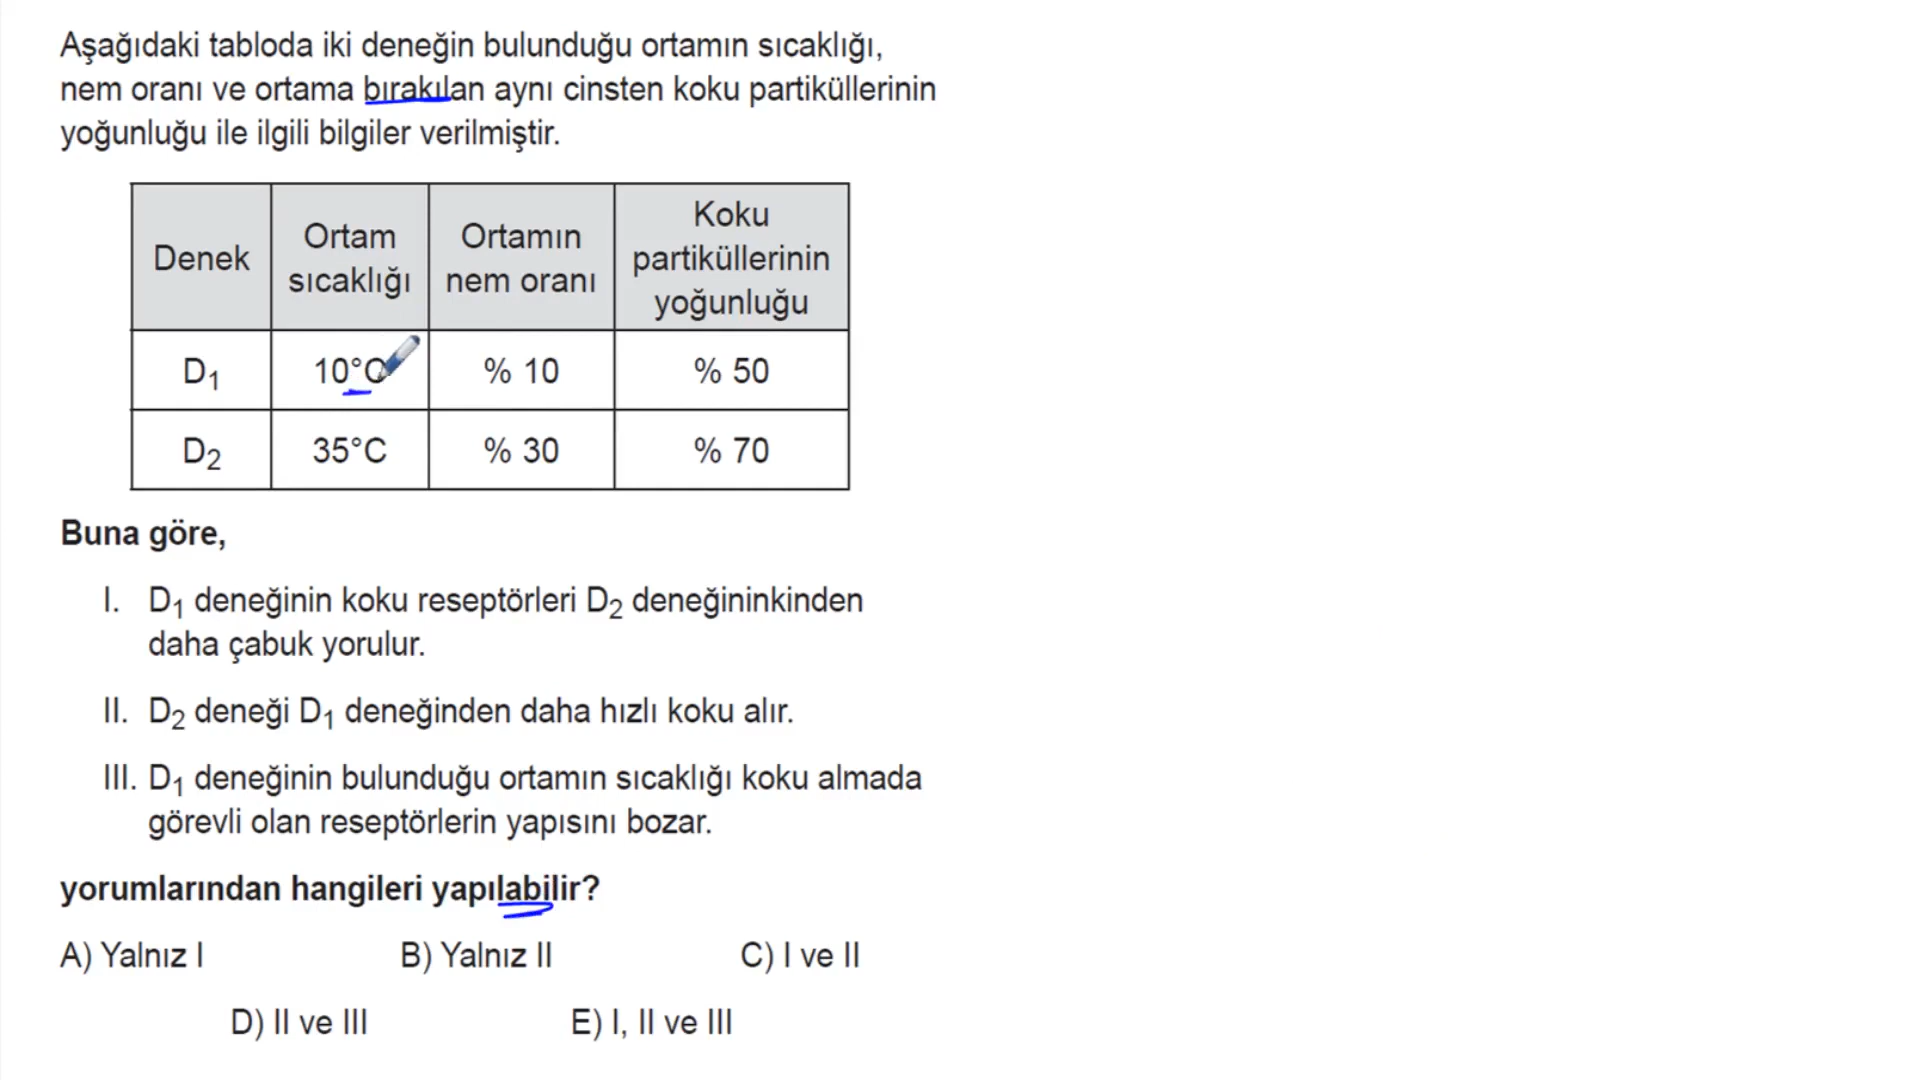 Aşağıdaki tabloda iki deneğin bulunduğu ortamın sıcaklığı,
nem oranı ve ortama bırakılan aynı cinsten koku partiküllerinin
yoğunluğu ile ilgili bilgiler verilmiştir.
Denek Ortam sıcaklığı Ortamın nem oranı Koku partiküllerinin yoğunluğu
D1 10°C % 10 % 50
D2 35°C % 30 % 70
Buna göre,
I. D1 deneğinin koku reseptörleri D2 deneğininkinden
daha çabuk yorulur.
II. D2 deneği D1 deneğinden daha hızlı koku alır.
III. D1 deneğinin bulunduğu ortamın sıcaklığı koku almada
görevli olan reseptörlerin yapısını bozar.
yorumlarından hangileri yapılabilir?
A) Yalnız I B) Yalnız II C) I ve II
D) II ve III E) I, II ve III